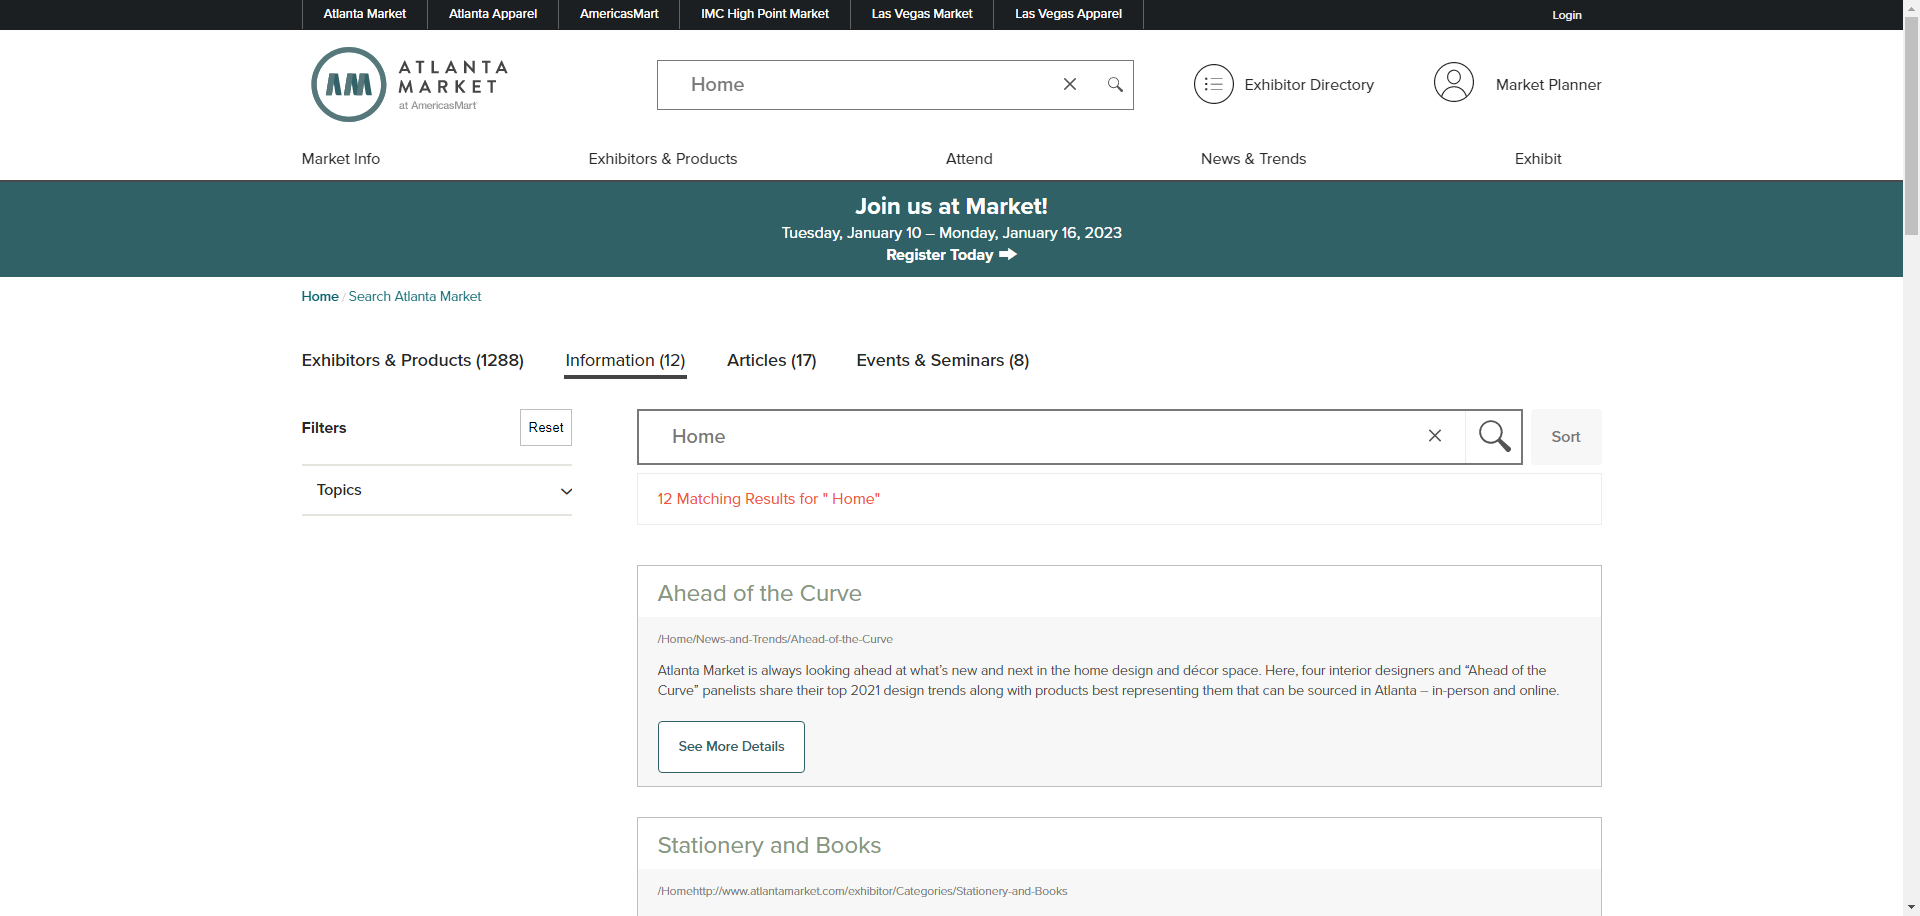 Atlanta Market
Atlanta Apparel
AmericasMart
IMC High Point Market
Las Vegas Market
Las Vegas Apparel
Login
AM
ATLANTA
MARKET
at AmericasMart
Home
Exhibitor Directory
Market Planner
Market Info
Exhibitors & Products
Attend
News & Trends
Exhibit
Join us at Market!
Tuesday, January 10 – Monday, January 16, 2023
Register Today
Home / Search Atlanta Market
Exhibitors & Products (1288)
Information (12)
Articles (17)
Events & Seminars (8)
Filters
Reset
Topics
Home
Sort
12 Matching Results for " Home"
Ahead of the Curve
/Home/News-and-Trends/Ahead-of-the-Curve
Atlanta Market is always looking ahead at what’s new and next in the home design and décor space. Here, four interior designers and “Ahead of the
Curve” panelists share their top 2021 design trends along with products best representing them that can be sourced in Atlanta – in-person and online.
See More Details
Stationery and Books
/Homehttp://www.atlantamarket.com/exhibitor/Categories/Stationery-and-Books